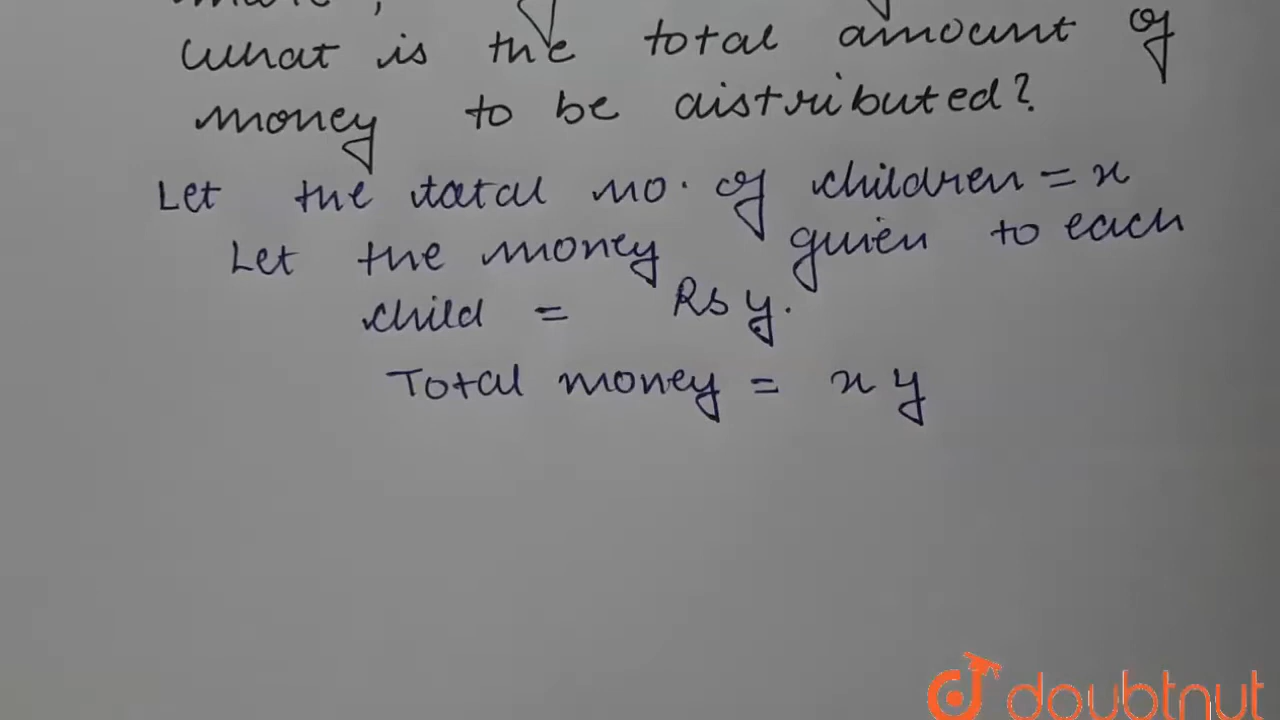 What is the total amount of
money to be distributed?
Let the total no. of children = x
Let the money given to each
child = Rs y.
Total money = x y
doubtnut